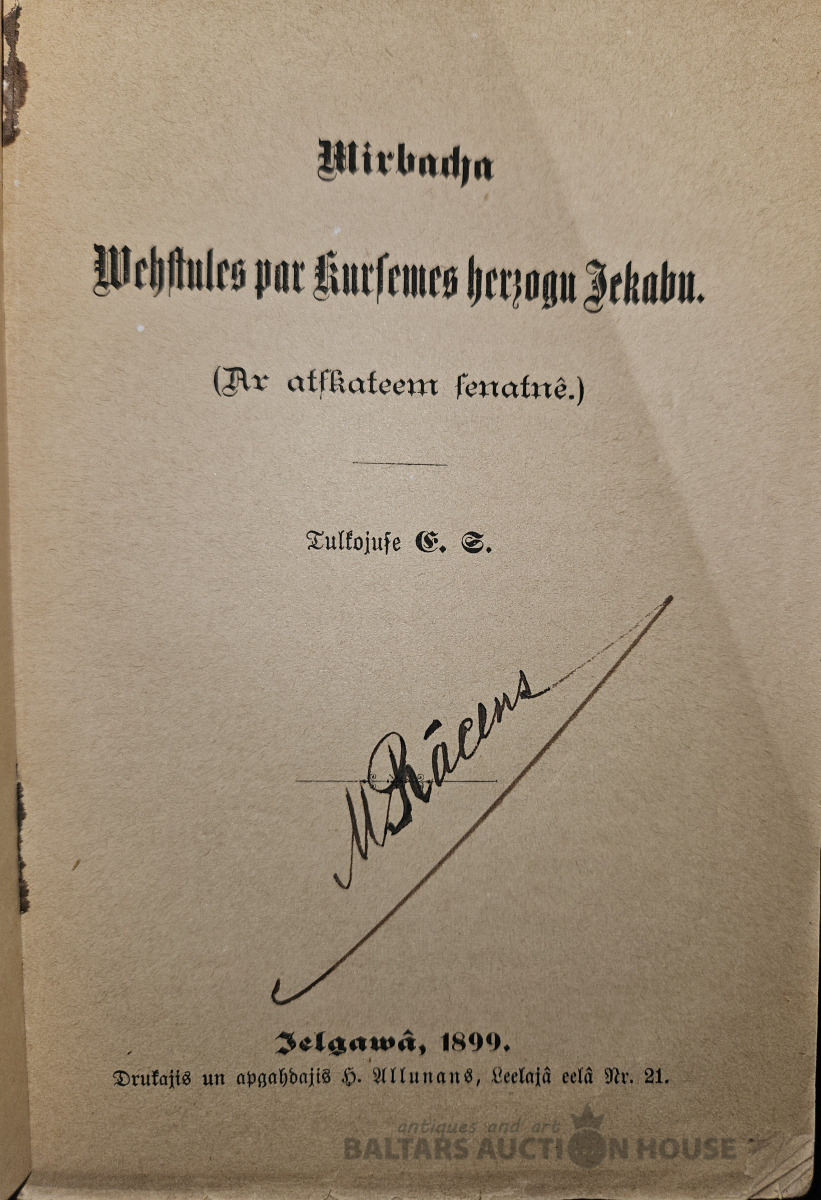 Mirbacha
Wehstules par Kursemes herzogu Jekabu.
(Ar atskateem senatnê.)
Tulkojuse E. S.
M Rācens
Jelgawâ, 1899.
Drukajis un apgahdajis H. Allunans, Leelajâ eelâ Nr. 21.
antiques and art
BALTARS AUCTION HOUSE